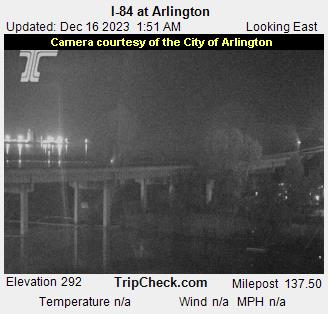 I-84 at Arlington
Updated: Dec 16 2023 1:51 AM Looking East
Camera courtesy of the City of Arlington
Elevation 292 TripCheck.com Milepost 137.50
Temperature n/a Wind n/a MPH n/a